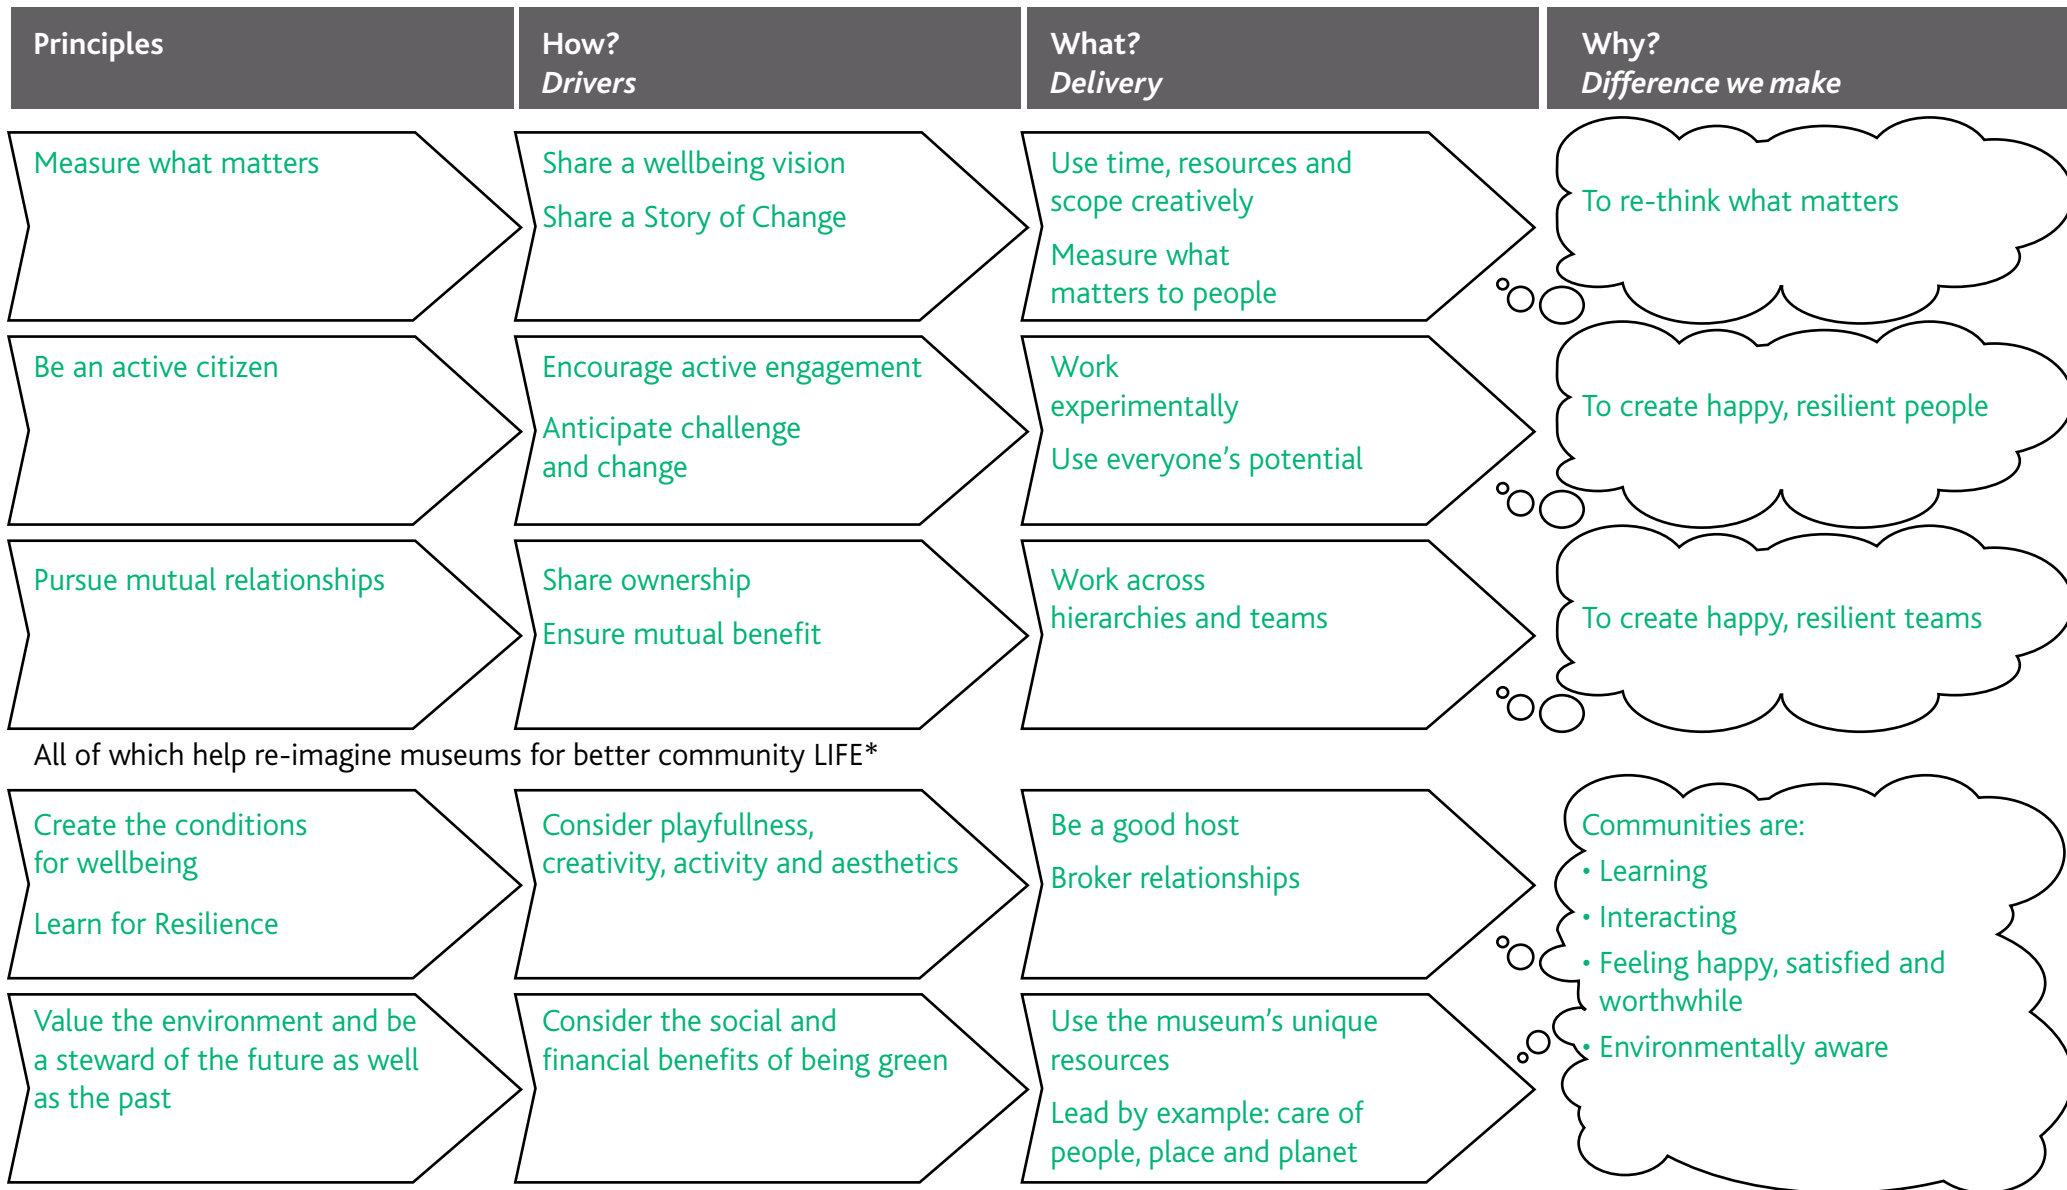 Principles
How?
Drivers
What?
Delivery
Why?
Difference we make
Measure what matters
Share a wellbeing vision
Share a Story of Change
Use time, resources and
scope creatively
Measure what
matters to people
To re-think what matters
Be an active citizen
Encourage active engagement
Anticipate challenge
and change
Work
experimentally
Use everyone’s potential
To create happy, resilient people
Pursue mutual relationships
Share ownership
Ensure mutual benefit
Work across
hierarchies and teams
To create happy, resilient teams
All of which help re-imagine museums for better community LIFE*
Create the conditions
for wellbeing
Learn for Resilience
Consider playfullness,
creativity, activity and aesthetics
Be a good host
Broker relationships
Communities are:
• Learning
• Interacting
• Feeling happy, satisfied and
worthwhile
• Environmentally aware
Value the environment and be
a steward of the future as well
as the past
Consider the social and
financial benefits of being green
Use the museum’s unique
resources
Lead by example: care of
people, place and planet